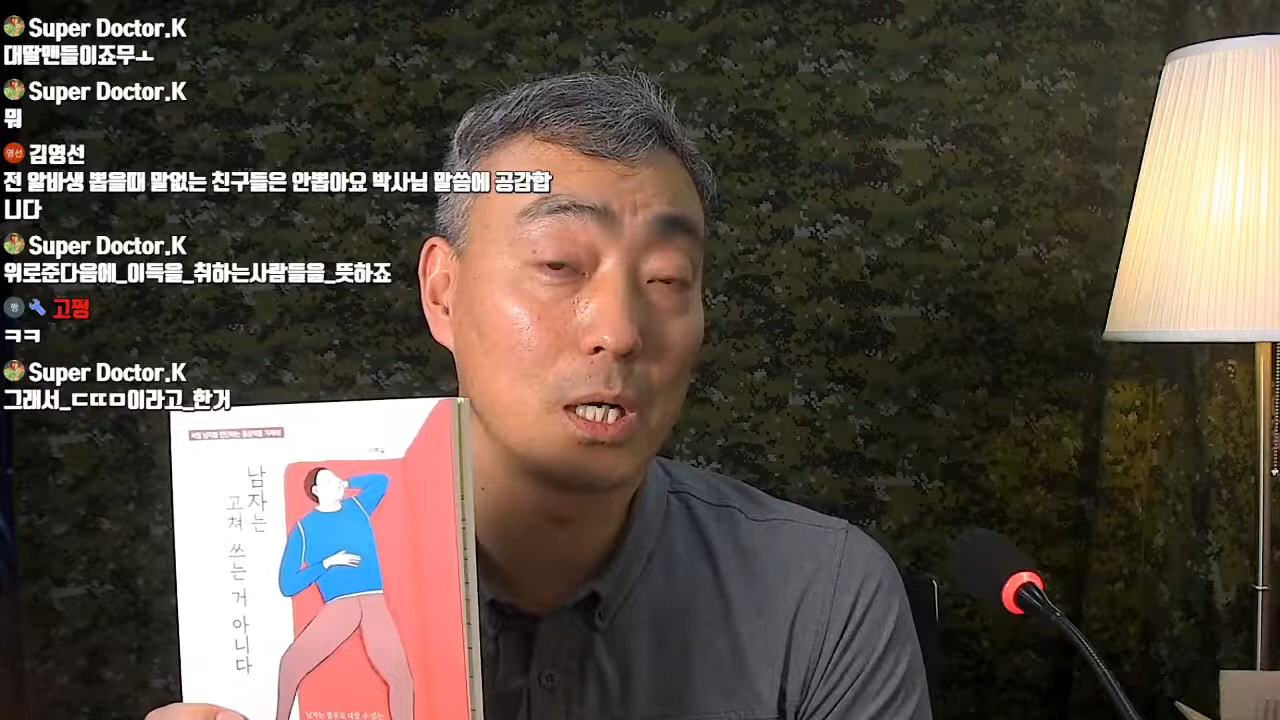 Super Doctor.K
대딸맨들이죠무ㅗ
Super Doctor.K
뭐
영선 김영선
전 알바생 뽑을때 말없는 친구들은 안뽑아요 박사님 말씀에 공감합
니다
Super Doctor.K
위로준다음에_이득을_취하는사람들을_뜻하죠
쩡 고쩡
ㅋㅋ
Super Doctor.K
그래서_ㄷㄸㅁ이라고_한거
남자는
고쳐 쓰는 거 아니다